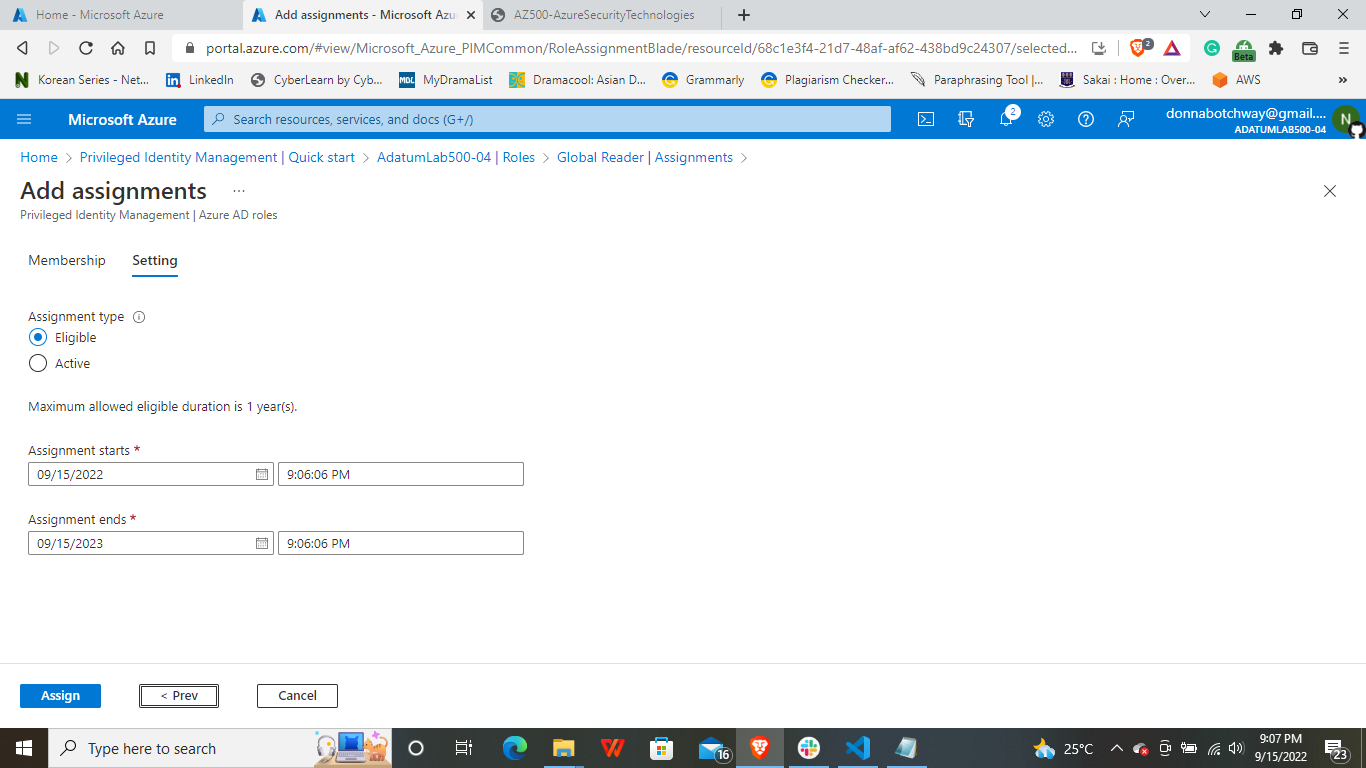 Home - Microsoft Azure
Add assignments - Microsoft Azu
AZ500-AzureSecurityTechnologies
portal.azure.com/#view/Microsoft_Azure_PIMCommon/RoleAssignmentBlade/resourceId/68c1e3f4-21d7-48af-af62-438bd9c24307/selected...
2
Beta
Korean Series - Net...
LinkedIn
CyberLearn by Cyb...
MDL
MyDramaList
Dramacool: Asian D...
Grammarly
Plagiarism Checker...
Paraphrasing Tool |...
Sakai : Home : Over...
AWS
»
Microsoft Azure
Search resources, services, and docs (G+/)
2
donnabotchway@gmail....
ADATUMLAB500-04
N
Home > Privileged Identity Management | Quick start > AdatumLab500-04 | Roles > Global Reader | Assignments >
Add assignments ...
Privileged Identity Management | Azure AD roles
Membership
Setting
Assignment type
Eligible
Active
Maximum allowed eligible duration is 1 year(s).
Assignment starts *
09/15/2022
9:06:06 PM
Assignment ends *
09/15/2023
9:06:06 PM
Assign
< Prev
Cancel
Type here to search
16
25°C
9:07 PM
9/15/2022
23